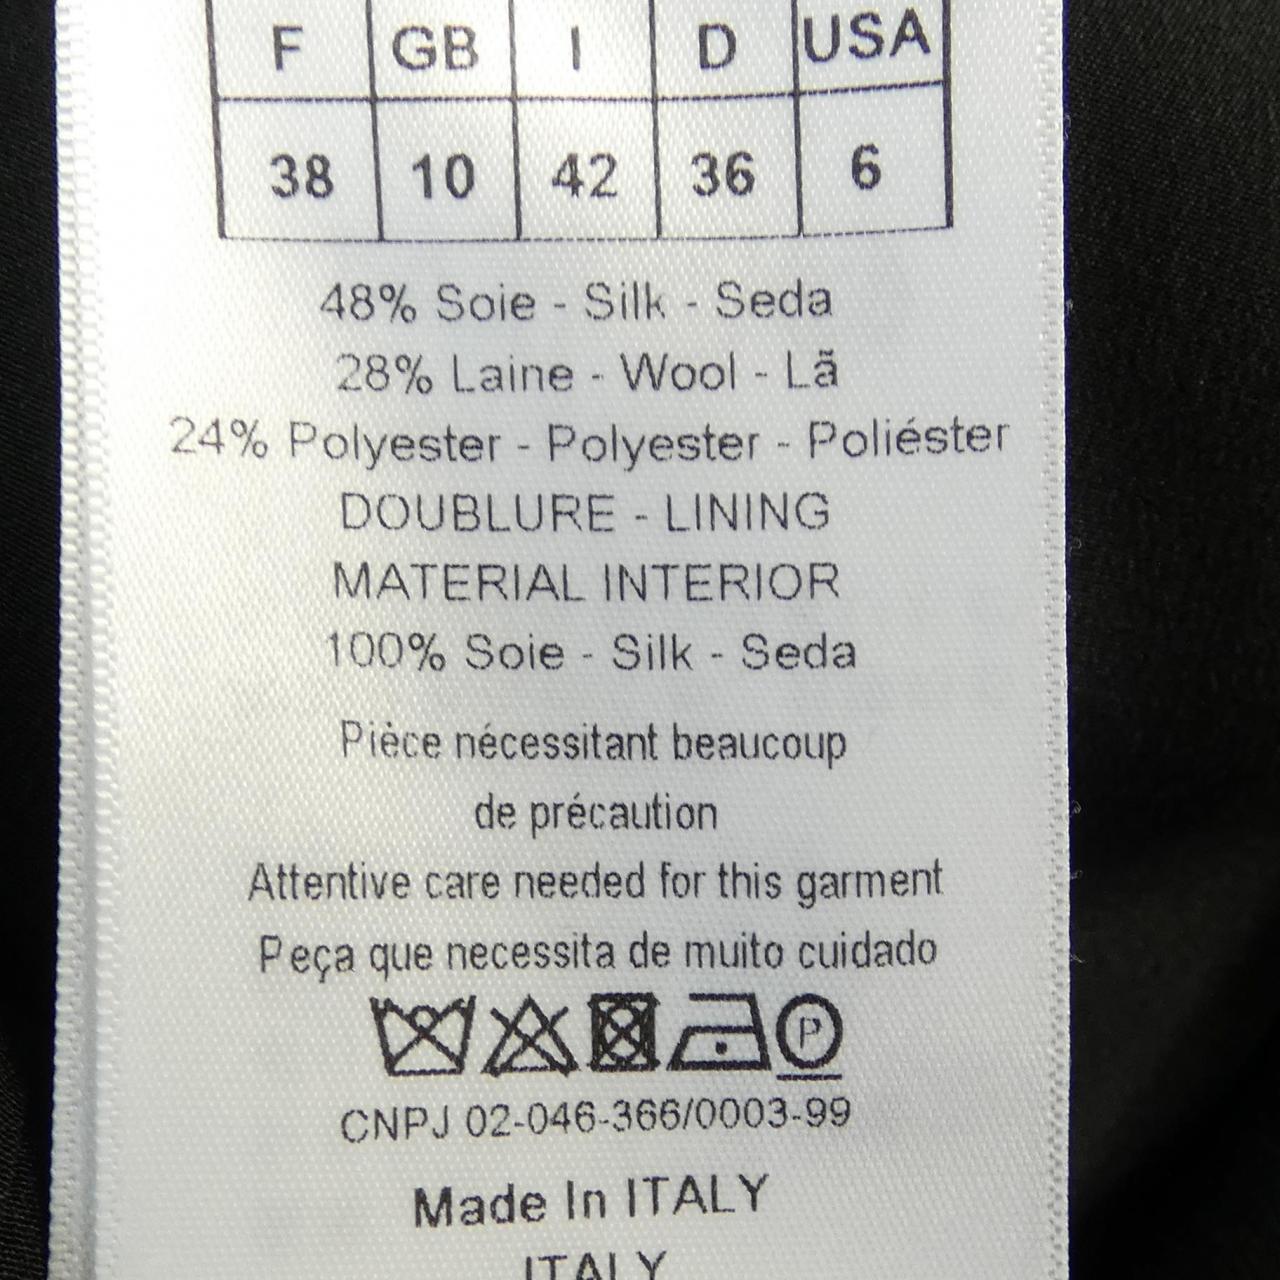 F GB I D USA
38 10 42 36 6
48% Soie - Silk - Seda
28% Laine - Wool - Lã
24% Polyester - Polyester - Poliéster
DOUBLURE - LINING
MATERIAL INTERIOR
100% Soie - Silk - Seda
Pièce nécessitant beaucoup
de précaution
Attentive care needed for this garment
Peça que necessita de muito cuidado
P
CNPJ 02-046-366/0003-99
Made In ITALY
ITALY